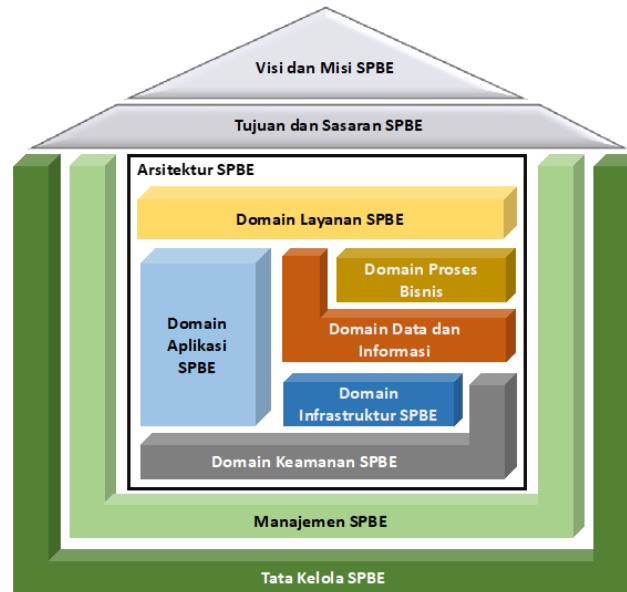 Visi dan Misi SPBE
Tujuan dan Sasaran SPBE
Arsitektur SPBE
Domain Layanan SPBE
Domain
Aplikasi
SPBE
Domain Proses
Bisnis
Domain Data dan
Informasi
Domain
Infrastruktur SPBE
Domain Keamanan SPBE
Manajemen SPBE
Tata Kelola SPBE